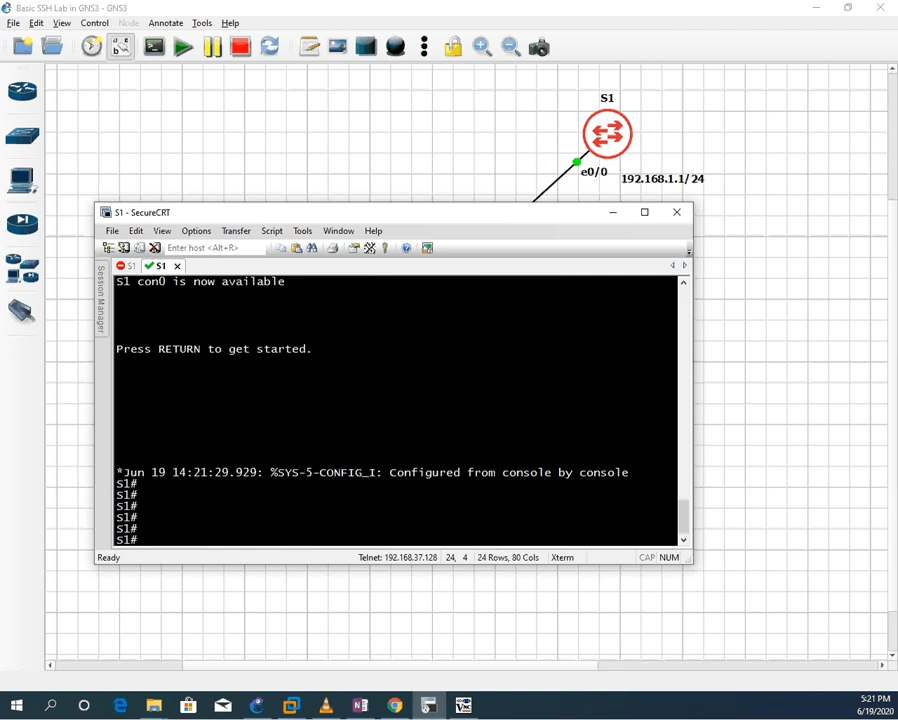 Basic SSH Lab in GNS3 - GNS3
File Edit View Control Node Annotate Tools Help
S1
e0/0
192.168.1.1/24
S1 - SecureCRT
File Edit View Options Transfer Script Tools Window Help
Enter host <Alt+R>
Session Manager
S1
S1
S1 con0 is now available
Press RETURN to get started.
*Jun 19 14:21:29.929: %SYS-5-CONFIG_I: Configured from console by console
S1#
S1#
S1#
S1#
S1#
S1#
Ready
Telnet: 192.168.37.128
24, 4
24 Rows, 80 Cols
Xterm
CAP NUM
5:21 PM
6/19/2020